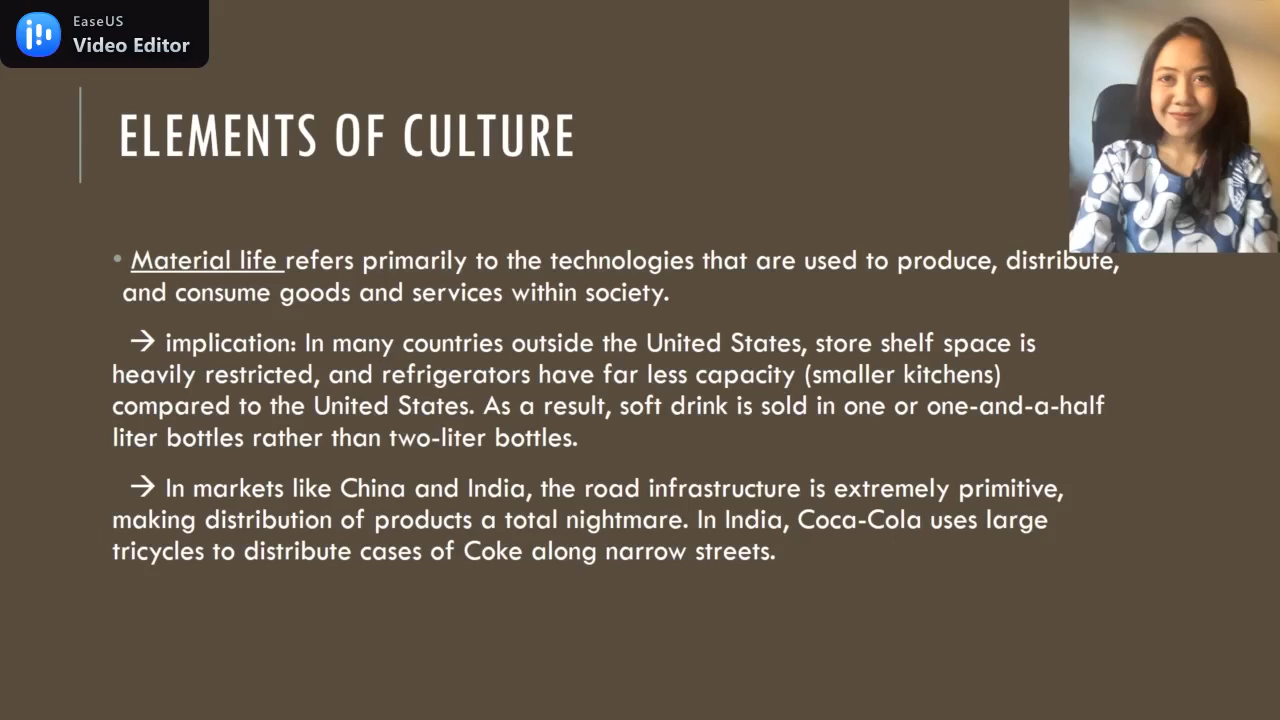 EaseUS
Video Editor
ELEMENTS OF CULTURE
• Material life refers primarily to the technologies that are used to produce, distribute,
and consume goods and services within society.
→ implication: In many countries outside the United States, store shelf space is
heavily restricted, and refrigerators have far less capacity (smaller kitchens)
compared to the United States. As a result, soft drink is sold in one or one-and-a-half
liter bottles rather than two-liter bottles.
→ In markets like China and India, the road infrastructure is extremely primitive,
making distribution of products a total nightmare. In India, Coca-Cola uses large
tricycles to distribute cases of Coke along narrow streets.